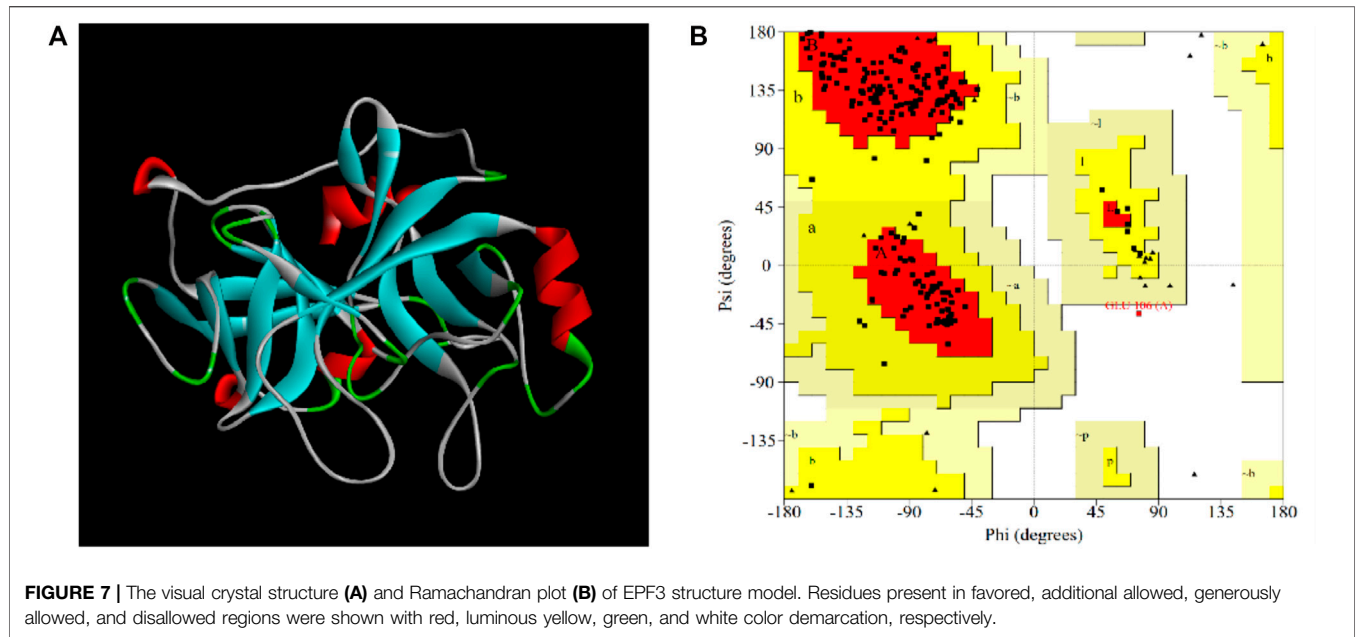 A
B
180
135
90
45
0
-45
-90
-135
Psi (degrees)
B
b
~b
~b
b
~l
l
L
a
A
~a
GLU 106 (A)
~b
~p
b
p
~b
-180
-135
-90
-45
0
45
90
135
180
Phi (degrees)
FIGURE 7 | The visual crystal structure (A) and Ramachandran plot (B) of EPF3 structure model. Residues present in favored, additional allowed, generously
allowed, and disallowed regions were shown with red, luminous yellow, green, and white color demarcation, respectively.